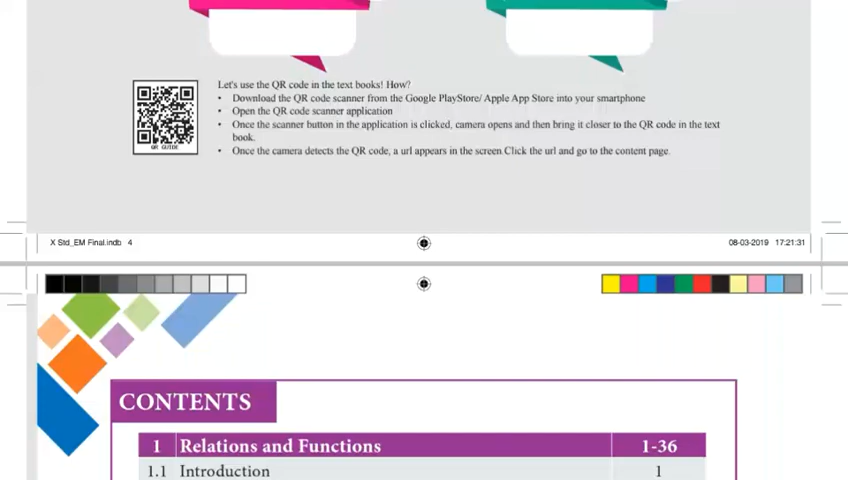 Let's use the QR code in the text books! How?
• Download the QR code scanner from the Google PlayStore/ Apple App Store into your smartphone
• Open the QR code scanner application
• Once the scanner button in the application is clicked, camera opens and then bring it closer to the QR code in the text
book.
• Once the camera detects the QR code, a url appears in the screen.Click the url and go to the content page.
QR GUIDE
X Std_EM Final.indb 4 08-03-2019 17:21:31
CONTENTS
1 Relations and Functions 1-36
1.1 Introduction 1